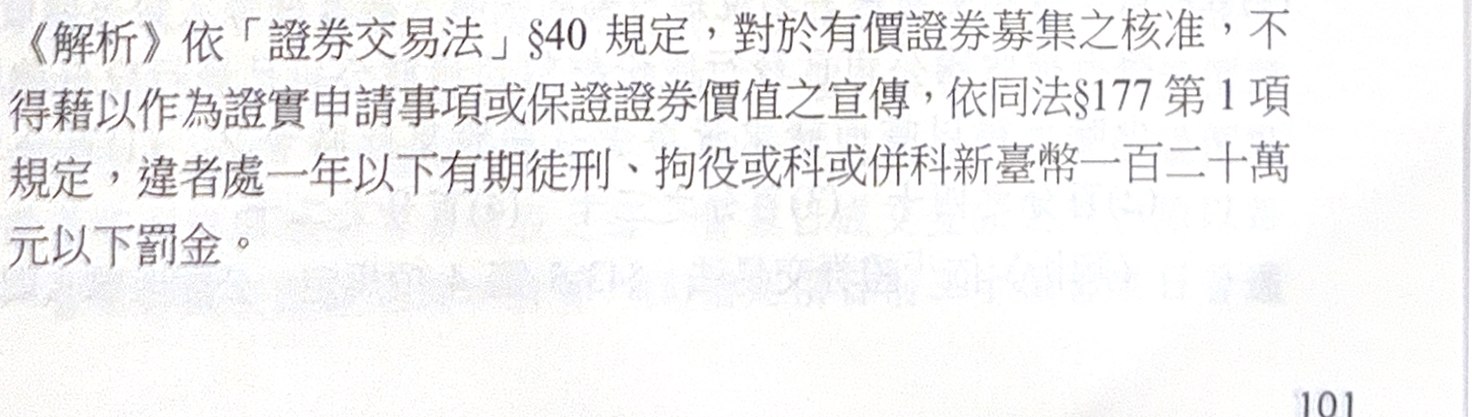 《解析》依「證券交易法」§40 規定，對於有價證券募集之核准，不
得藉以作為證實申請事項或保證證券價值之宣傳，依同法§177 第 1 項
規定，違者處一年以下有期徒刑、拘役或科或併科新臺幣一百二十萬
元以下罰金。
101